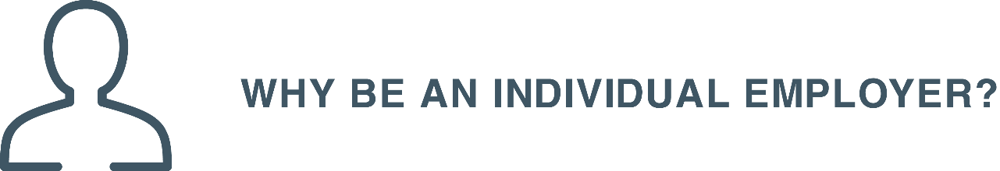 WHY BE AN INDIVIDUAL EMPLOYER?